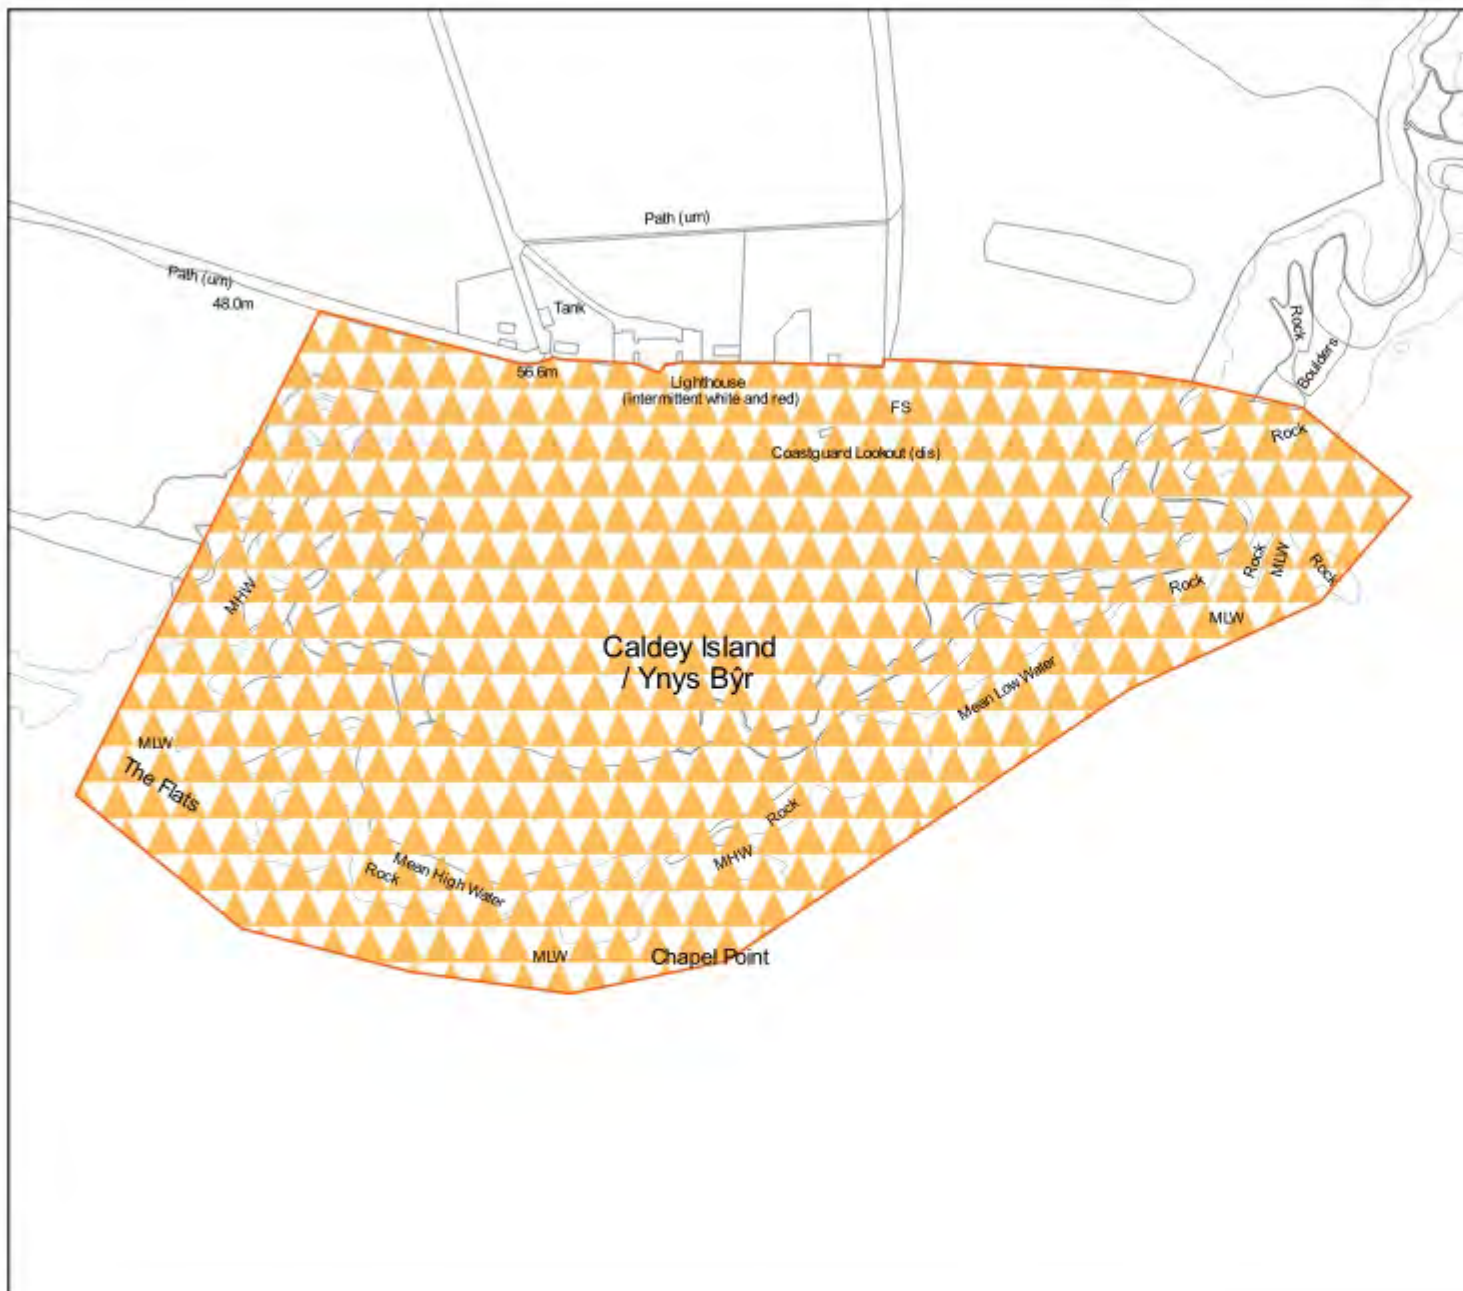 Path (um)
Path (um)
48.0m
Tank
Rock
Boulders
56.6m
Lighthouse
(intermittent white and red)
FS
Rock
Coastguard Lookout (dis)
Rock
MLW
Rock
Rock
MHW
MLW
Caldey Island
/ Ynys Bŷr
Mean Low Water
MLW
The Flats
Rock
MHW
Mean High Water
Rock
MLW
Chapel Point